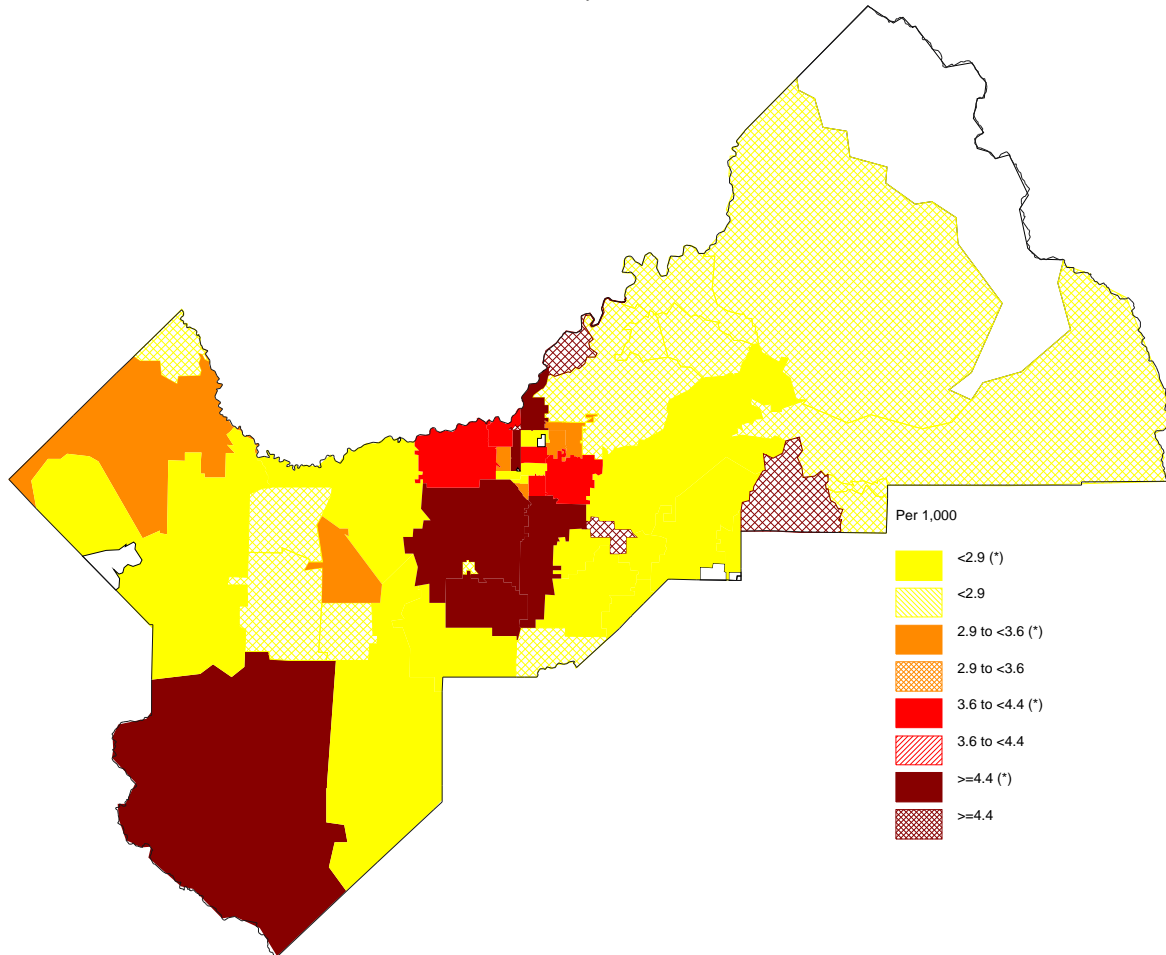 Per 1,000
<2.9 (*)
<2.9
2.9 to <3.6 (*)
2.9 to <3.6
3.6 to <4.4 (*)
3.6 to <4.4
>=4.4 (*)
>=4.4